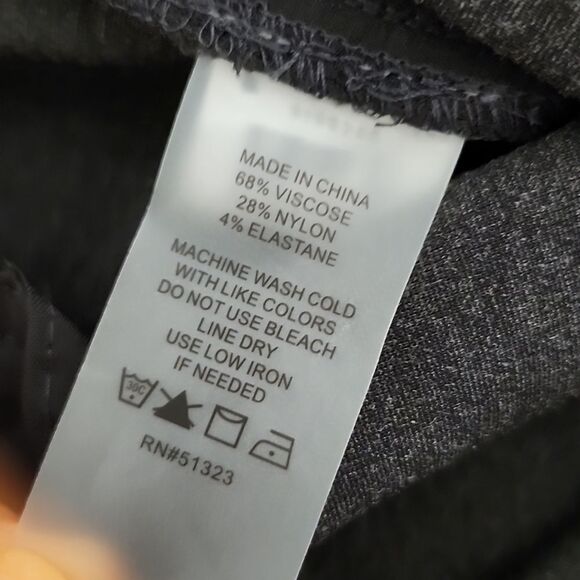 MADE IN CHINA
68% VISCOSE
28% NYLON
4% ELASTANE
MACHINE WASH COLD
WITH LIKE COLORS
DO NOT USE BLEACH
LINE DRY
USE LOW IRON
IF NEEDED
30C
RN#51323